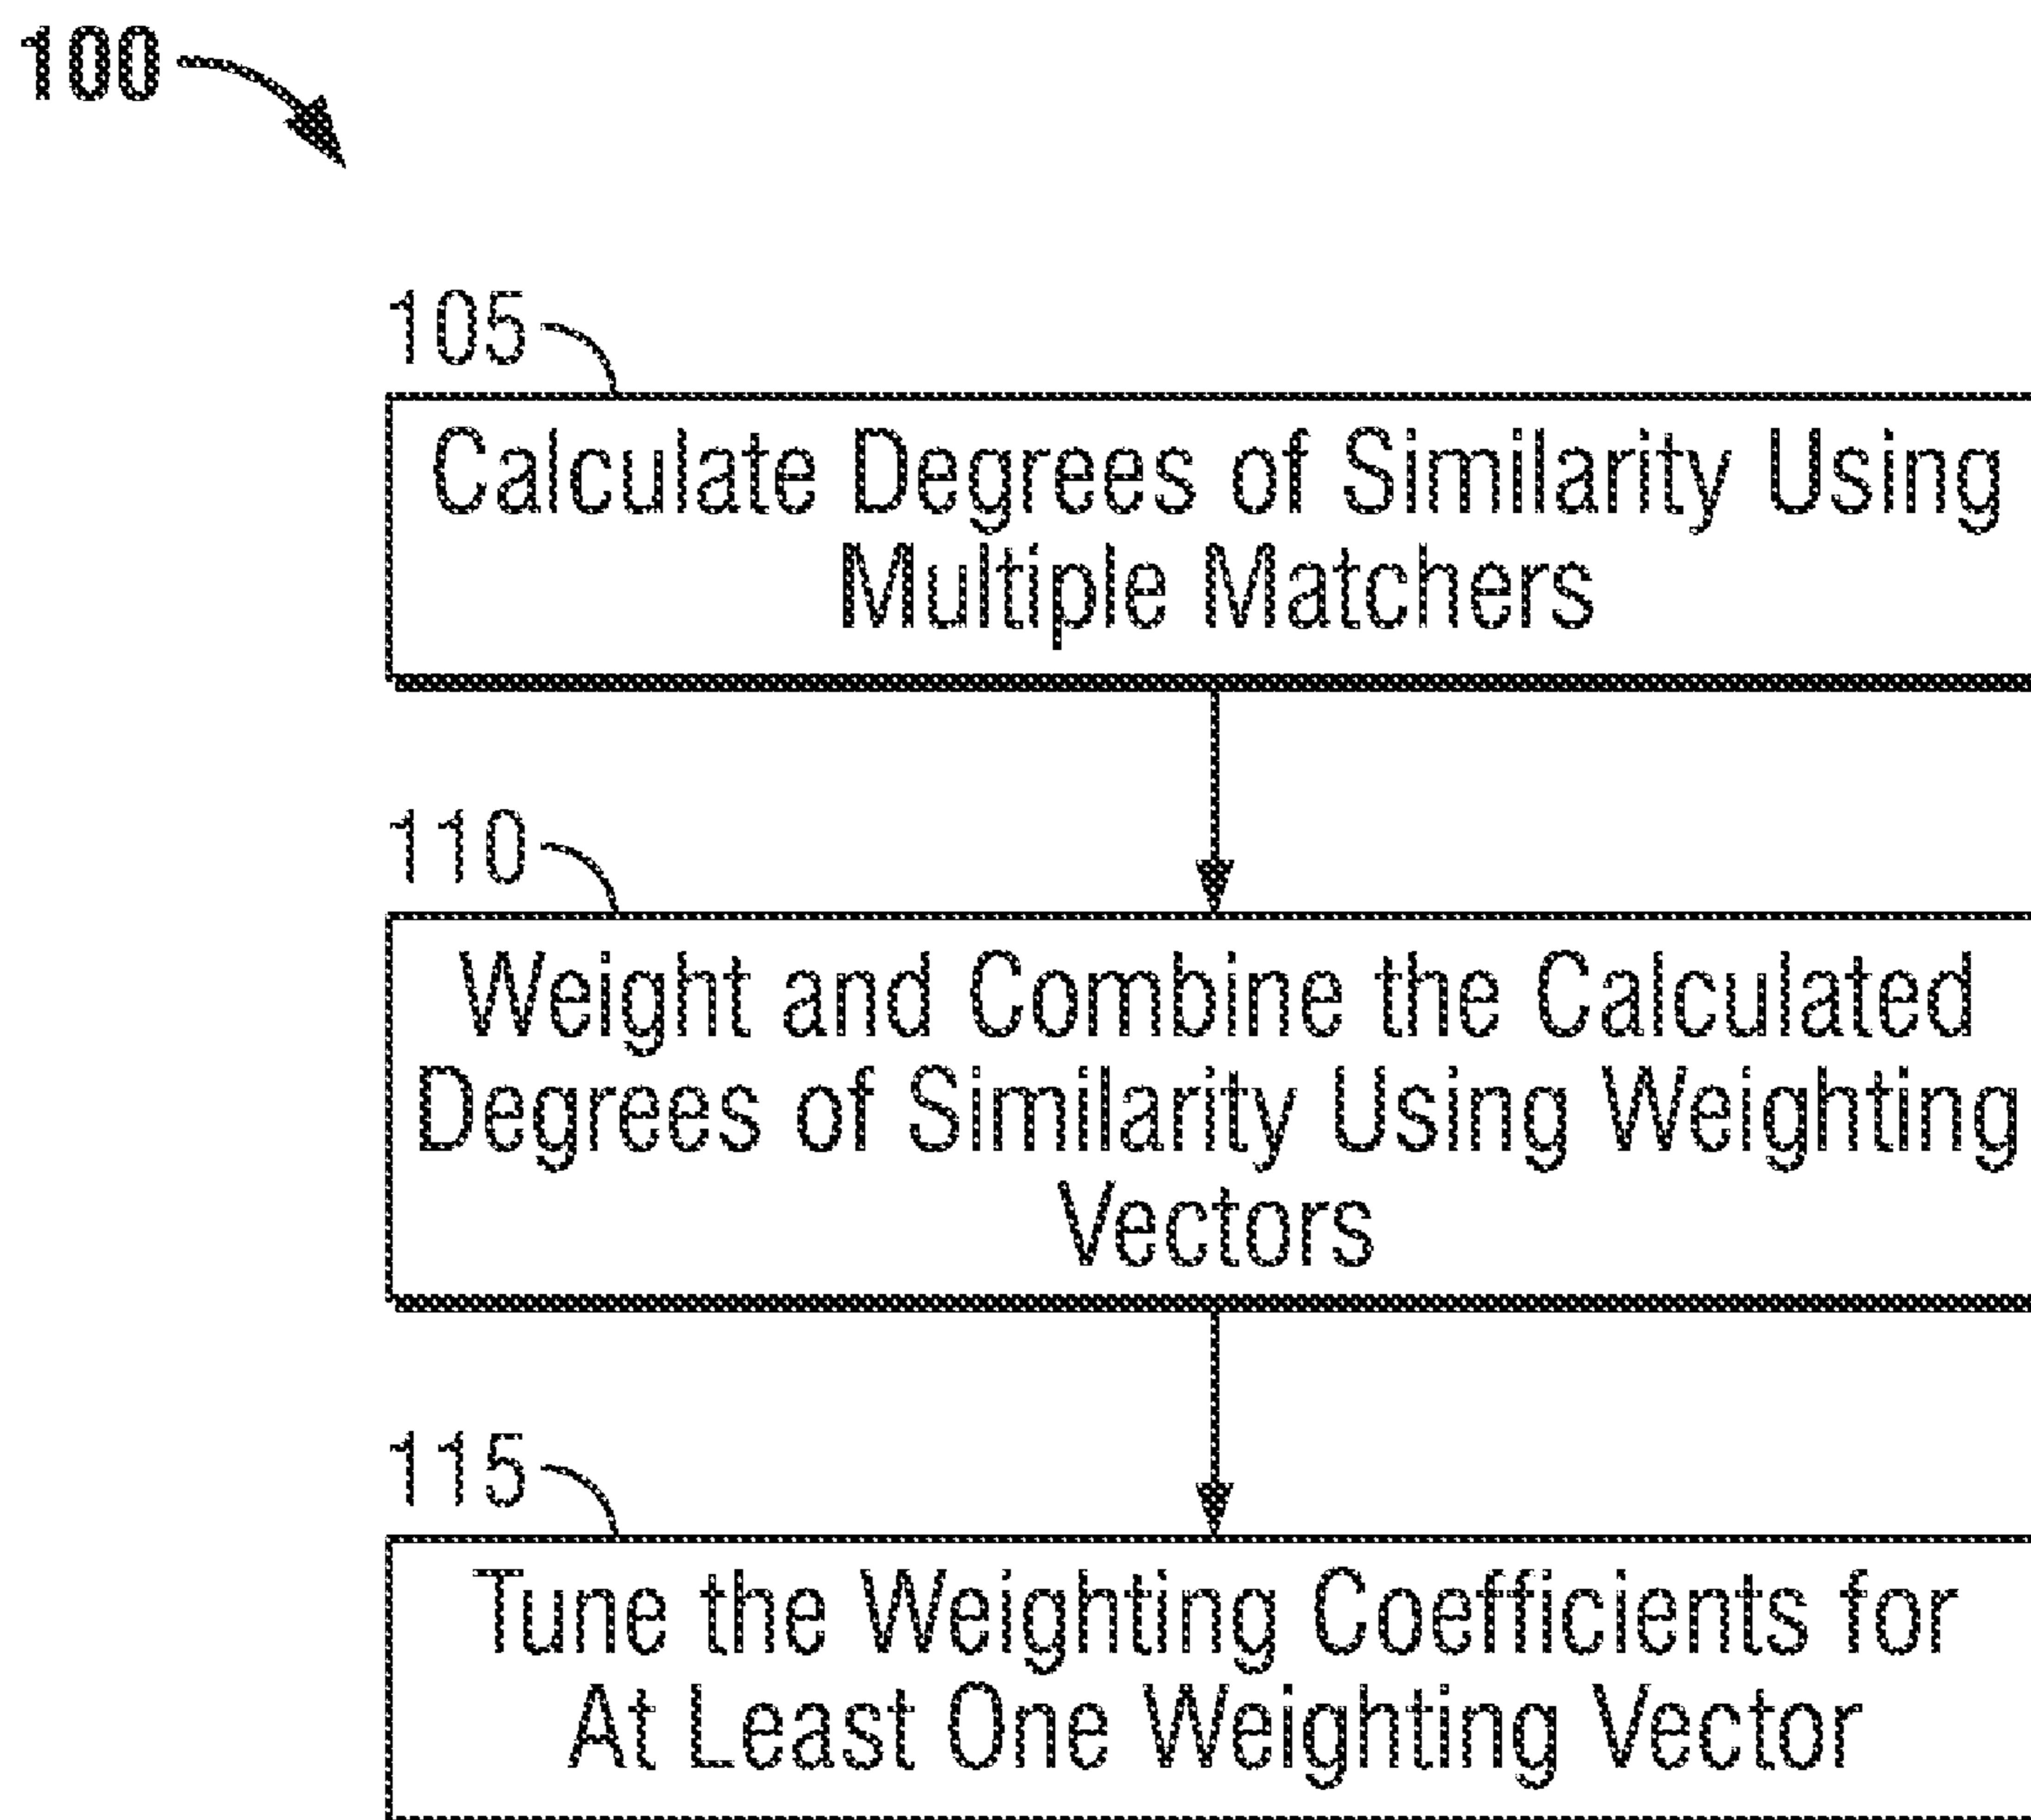 100
105
Calculate Degrees of Similarity Using
Multiple Matchers
110
Weight and Combine the Calculated
Degrees of Similarity Using Weighting
Vectors
115
Tune the Weighting Coefficients for
At Least One Weighting Vector